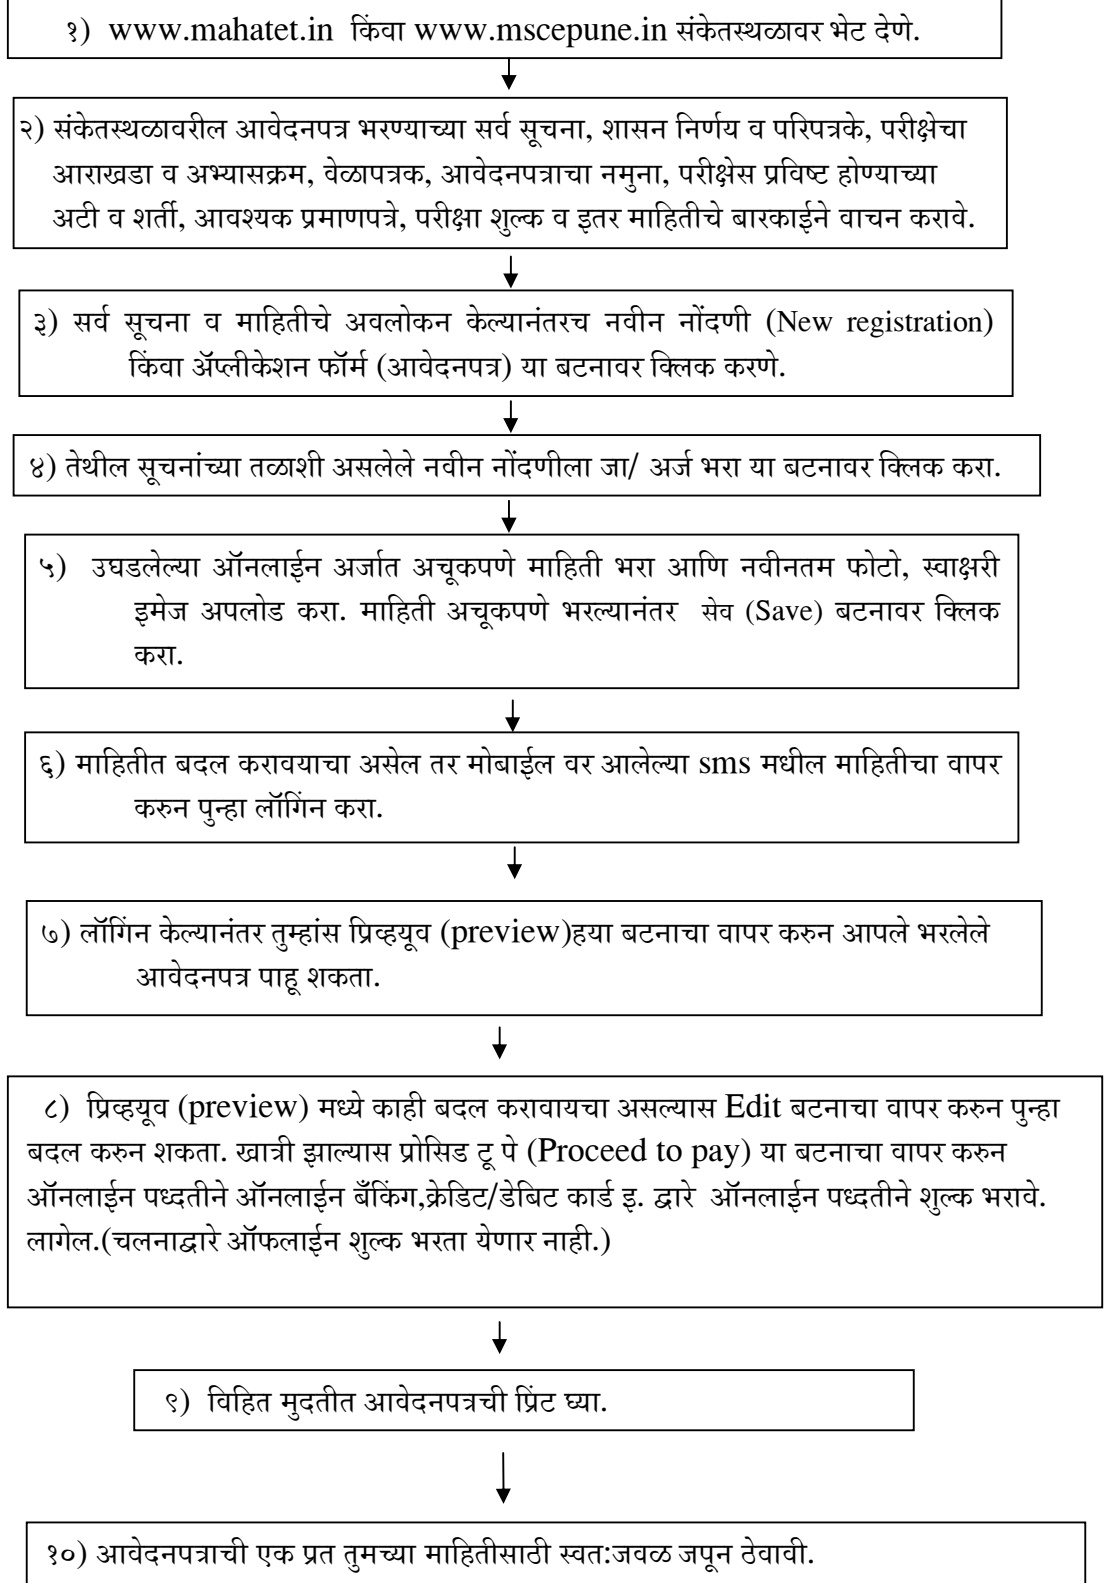 १) www.mahatet.in किंवा www.mscepune.in संकेतस्थळावर भेट देणे.
२) संकेतस्थळावरील आवेदनपत्र भरण्याच्या सर्व सूचना, शासन निर्णय व परिपत्रके, परीक्षेचा
आराखडा व अभ्यासक्रम, वेळापत्रक, आवेदनपत्राचा नमुना, परीक्षेस प्रविष्ट होण्याच्या
अटी व शर्ती, आवश्यक प्रमाणपत्रे, परीक्षा शुल्क व इतर माहितीचे बारकाईने वाचन करावे.
३) सर्व सूचना व माहितीचे अवलोकन केल्यानंतरच नवीन नोंदणी (New registration)
किंवा ॲप्लीकेशन फॉर्म (आवेदनपत्र) या बटनावर क्लिक करणे.
४) तेथील सूचनांच्या तळाशी असलेले नवीन नोंदणीला जा/ अर्ज भरा या बटनावर क्लिक करा.
५) उघडलेल्या ऑनलाईन अर्जात अचूकपणे माहिती भरा आणि नवीनतम फोटो, स्वाक्षरी
इमेज अपलोड करा. माहिती अचूकपणे भरल्यानंतर सेव (Save) बटनावर क्लिक
करा.
६) माहितीत बदल करावयाचा असेल तर मोबाईल वर आलेल्या sms मधील माहितीचा वापर
करुन पुन्हा लॉगिंन करा.
७) लॉगिंन केल्यानंतर तुम्हांस प्रिव्हयूव (preview)हया बटनाचा वापर करुन आपले भरलेले
आवेदनपत्र पाहू शकता.
८) प्रिव्हयूव (preview) मध्ये काही बदल करावायचा असल्यास Edit बटनाचा वापर करुन पुन्हा
बदल करुन शकता. खात्री झाल्यास प्रोसिड टू पे (Proceed to pay) या बटनाचा वापर करुन
ऑनलाईन पध्दतीने ऑनलाईन बँकिंग,क्रेडिट/डेबिट कार्ड इ. द्वारे ऑनलाईन पध्दतीने शुल्क भरावे.
लागेल.(चलनाद्वारे ऑफलाईन शुल्क भरता येणार नाही.)
९) विहित मुदतीत आवेदनपत्रची प्रिंट घ्या.
१०) आवेदनपत्राची एक प्रत तुमच्या माहितीसाठी स्वत:जवळ जपून ठेवावी.